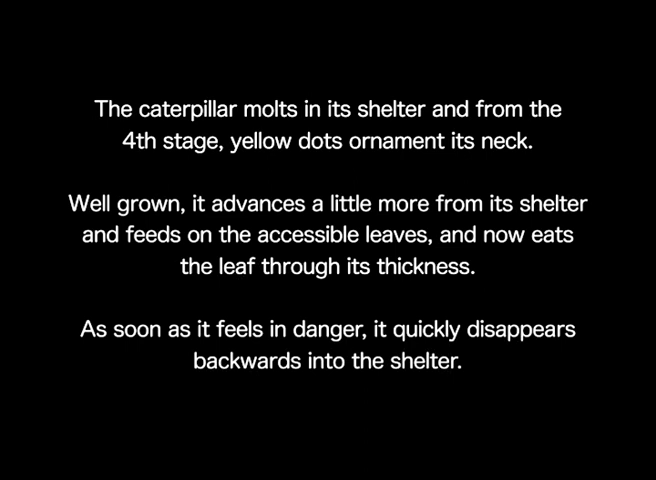 The caterpillar molts in its shelter and from the
4th stage, yellow dots ornament its neck.
Well grown, it advances a little more from its shelter
and feeds on the accessible leaves, and now eats
the leaf through its thickness.
As soon as it feels in danger, it quickly disappears
backwards into the shelter.